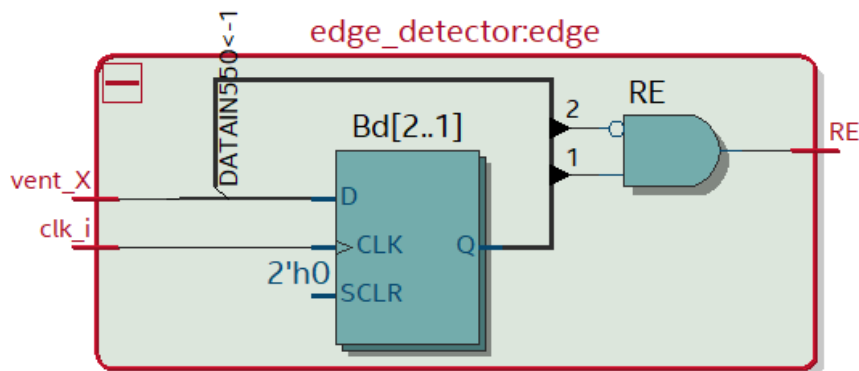 edge_detector:edge
DATAIN550<-1
Bd[2..1]
RE
2
1
RE
vent_X
D
clk_i
CLK
Q
2'h0
SCLR